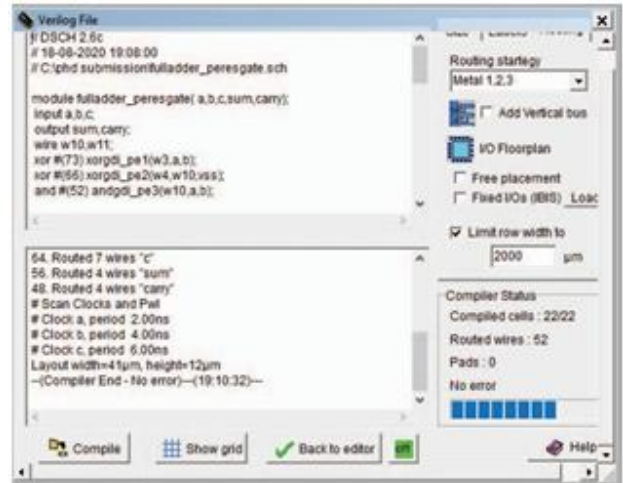 Verilog File
// DSCH 2.6c
// 18-08-2020 19:08:00
// C:\phd submission\fulladder_peresgate.sch
module fulladder_peresgate( a,b,c,sum,carry);
input a,b,c;
output sum,carry;
wire w10,w11;
xor #(73) xorgdi_pe1(w3,a,b);
xor #(66) xorgdi_pe2(w4,w10,vss);
and #(52) andgdi_pe3(w10,a,b);
64. Routed 7 wires "c"
56. Routed 4 wires "sum"
48. Routed 4 wires "carry"
# Scan Clocks and Pwl
# Clock a, period 2.00ns
# Clock b, period 4.00ns
# Clock c, period 6.00ns
Layout width=41µm, height=12µm
--(Compiler End - No error)---(19:10:32)---
Routing startegy
Metal 1,2,3
Add Vertical bus
I/O Floorplan
Free placement
Fixed I/Os (IBIS) Load
Limit row width to
2000 µm
Compiler Status
Compiled cells : 22/22
Routed wires : 52
Pads : 0
No error
Compile
Show grid
Back to editor
Help